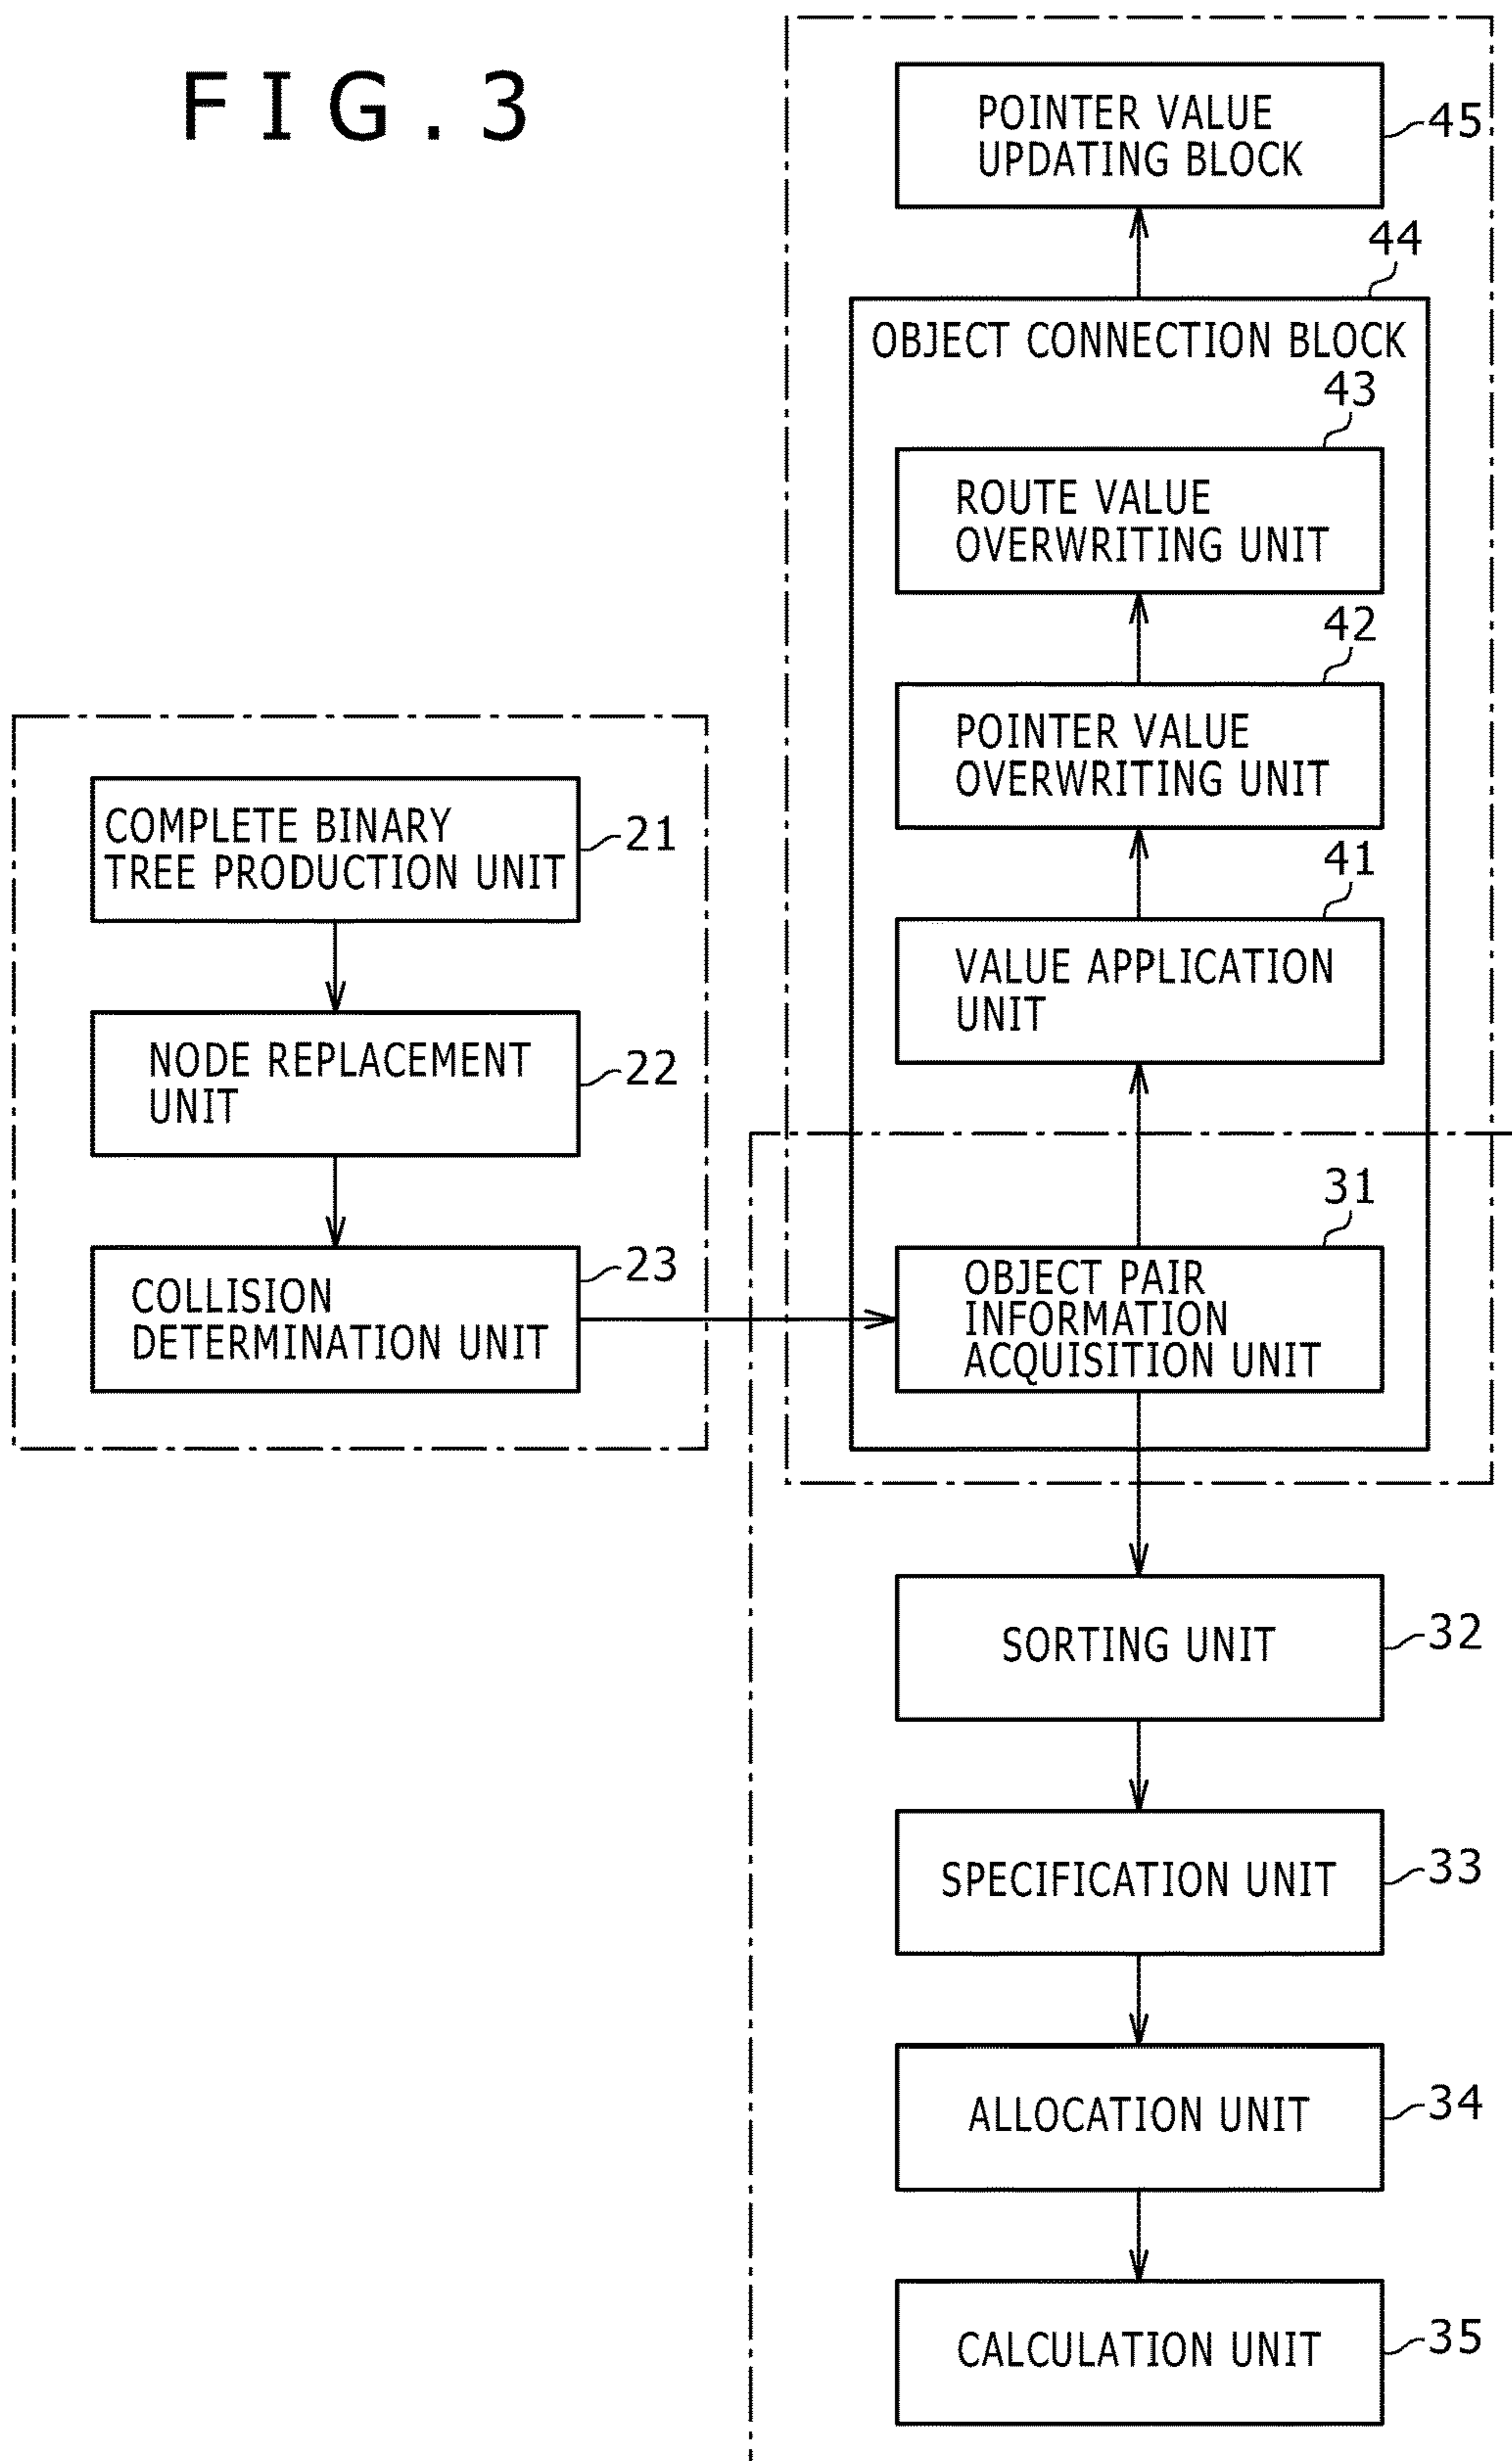 FIG.3
POINTER VALUE
UPDATING BLOCK
45
44
OBJECT CONNECTION BLOCK
43
ROUTE VALUE
OVERWRITING UNIT
42
POINTER VALUE
OVERWRITING UNIT
41
VALUE APPLICATION
UNIT
COMPLETE BINARY
TREE PRODUCTION UNIT
21
NODE REPLACEMENT
UNIT
22
COLLISION
DETERMINATION UNIT
23
31
OBJECT PAIR
INFORMATION
ACQUISITION UNIT
SORTING UNIT
32
SPECIFICATION UNIT
33
ALLOCATION UNIT
34
CALCULATION UNIT
35